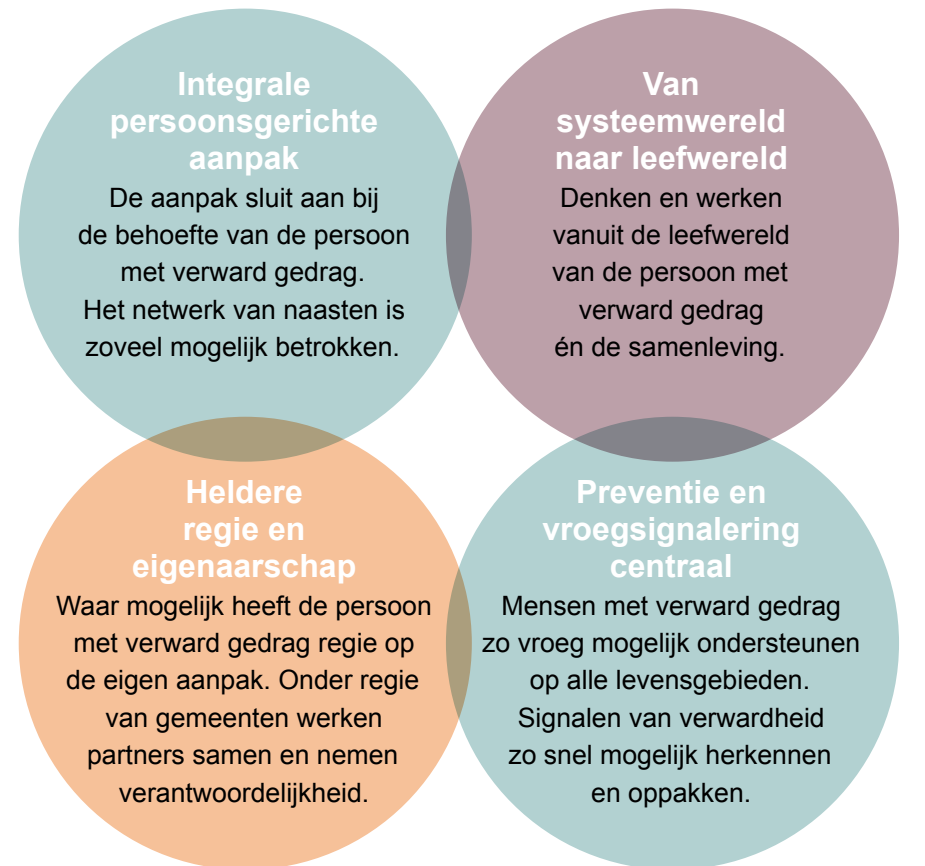 Integrale
persoonsgerichte
aanpak
De aanpak sluit aan bij
de behoefte van de persoon
met verward gedrag.
Het netwerk van naasten is
zoveel mogelijk betrokken.
Van
systeemwereld
naar leefwereld
Denken en werken
vanuit de leefwereld
van de persoon met
verward gedrag
én de samenleving.
Heldere
regie en
eigenaarschap
Waar mogelijk heeft de persoon
met verward gedrag regie op
de eigen aanpak. Onder regie
van gemeenten werken
partners samen en nemen
verantwoordelijkheid.
Preventie en
vroegsignalering
centraal
Mensen met verward gedrag
zo vroeg mogelijk ondersteunen
op alle levensgebieden.
Signalen van verwardheid
zo snel mogelijk herkennen
en oppakken.